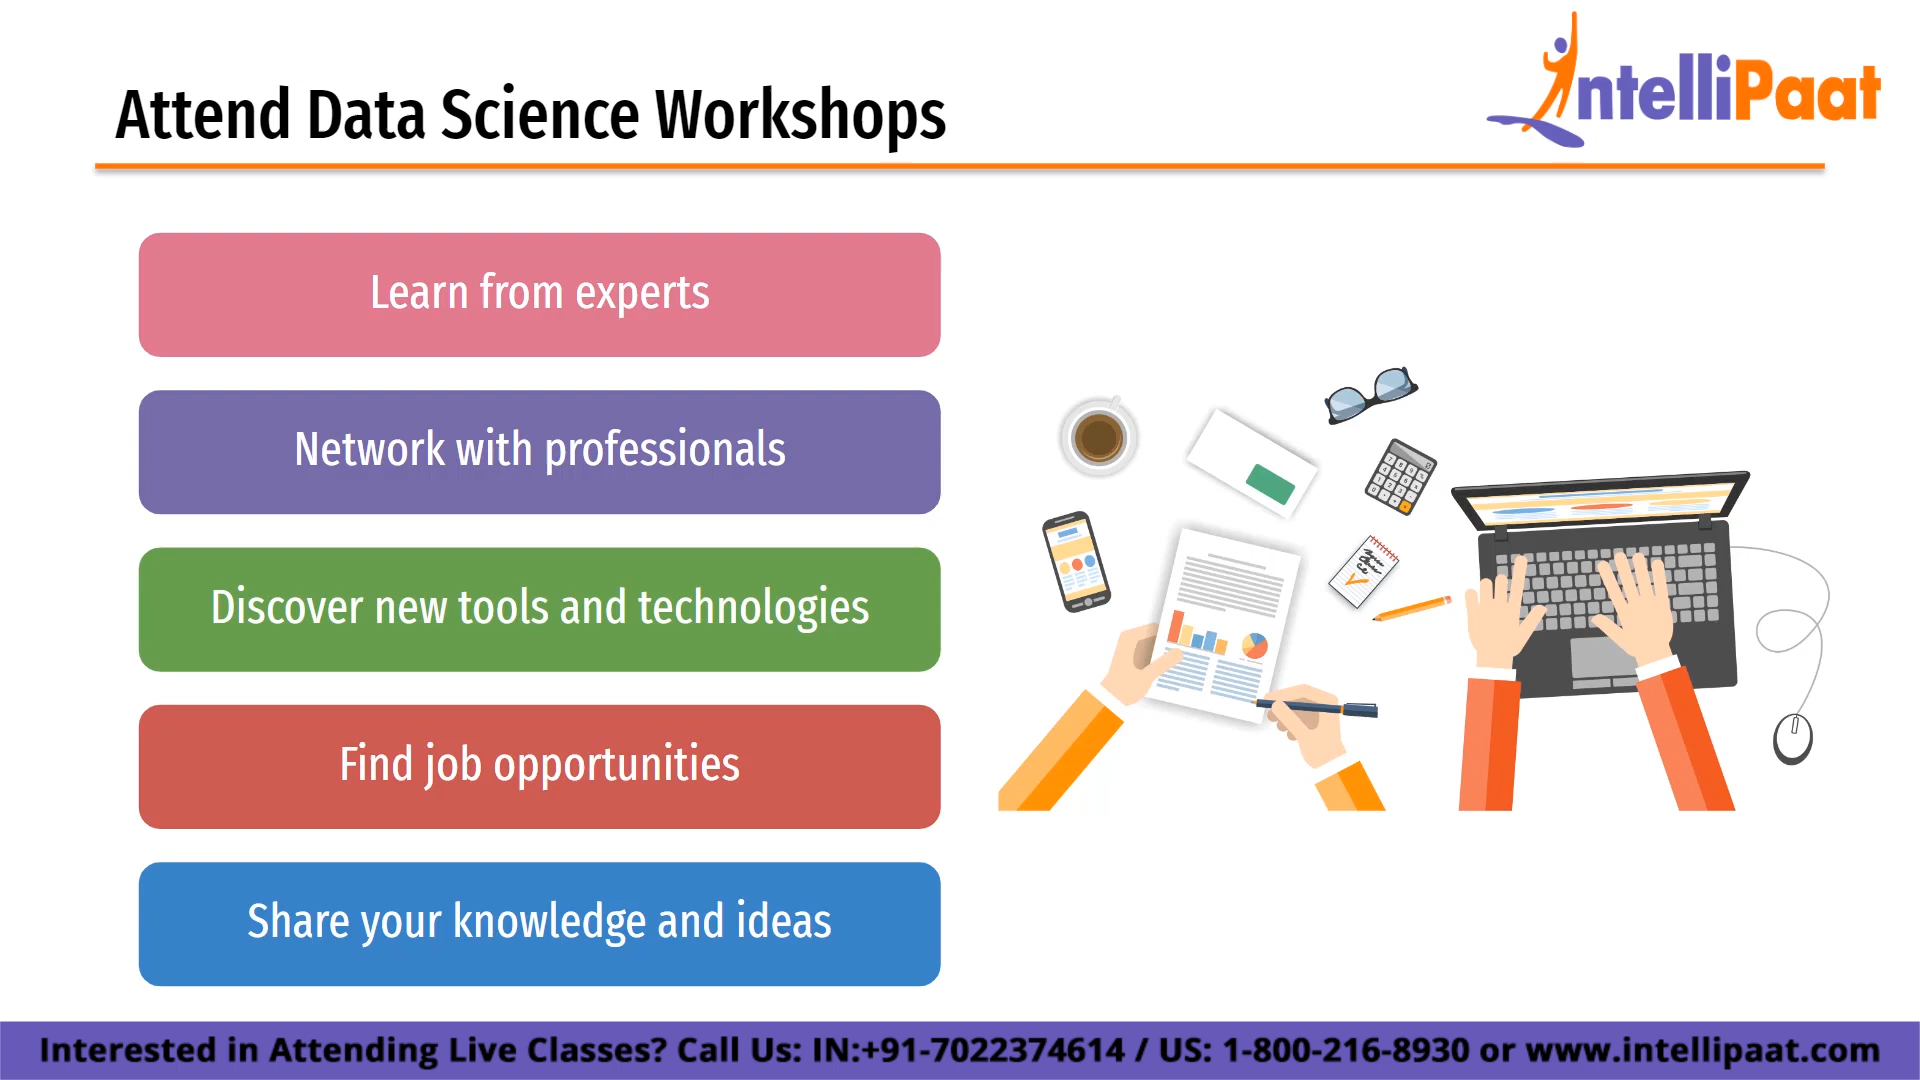 Attend Data Science Workshops
IntelliPaat
Learn from experts
Network with professionals
Discover new tools and technologies
Find job opportunities
Share your knowledge and ideas
Interested in Attending Live Classes? Call Us: IN:+91-7022374614 / US: 1-800-216-8930 or www.intellipaat.com